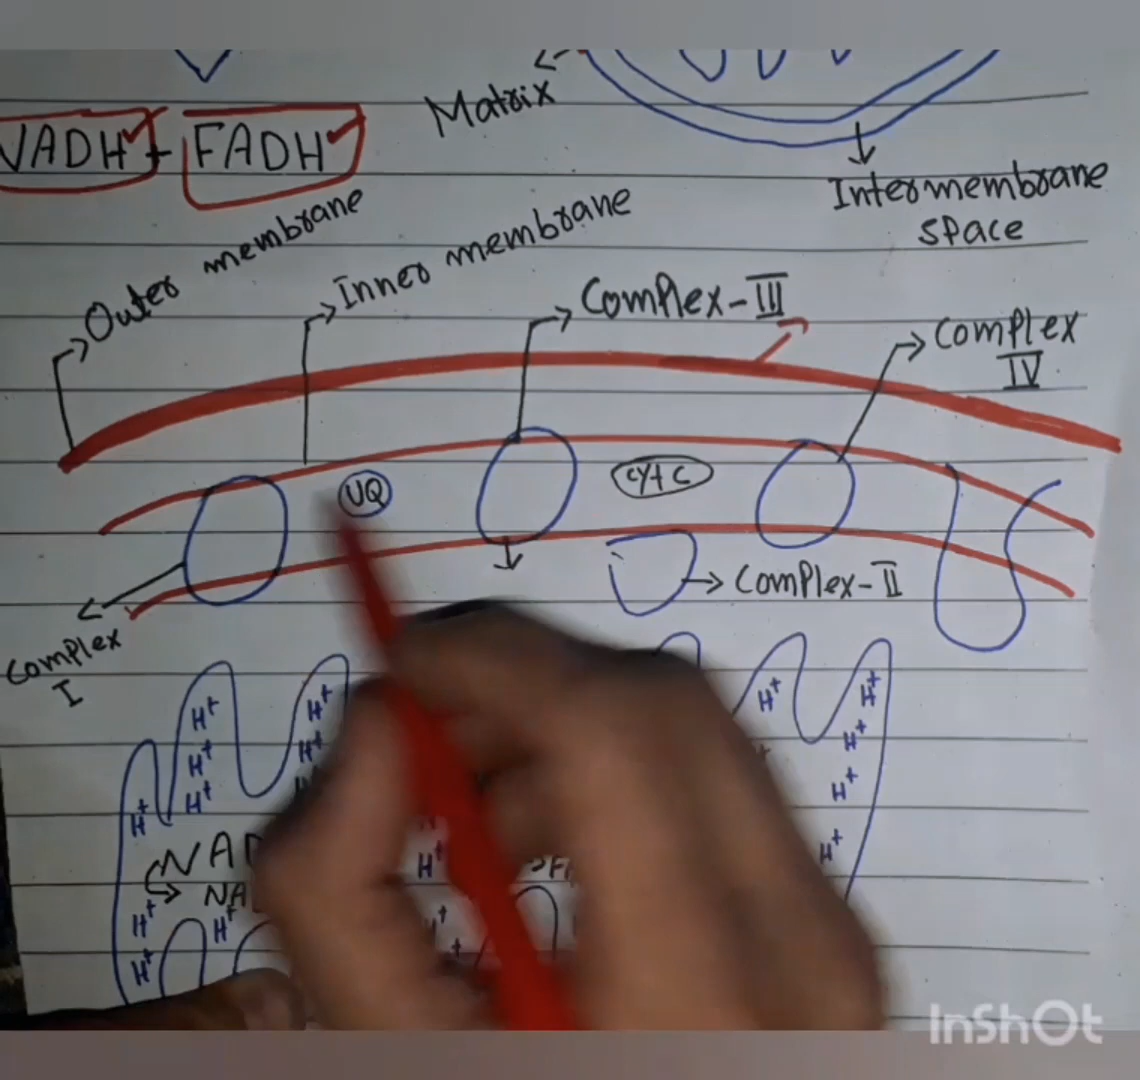 Matrix
NADH + FADH
Intermembrane
space
Outer membrane
Inner membrane
Complex-III
Complex
IV
UQ
cyt c
Complex-II
Complex
I
H+ H+ H+ H+
H+ H+ H+
H+ H+
H+
H+ H+
H+
H+ H+
H+
InShOt